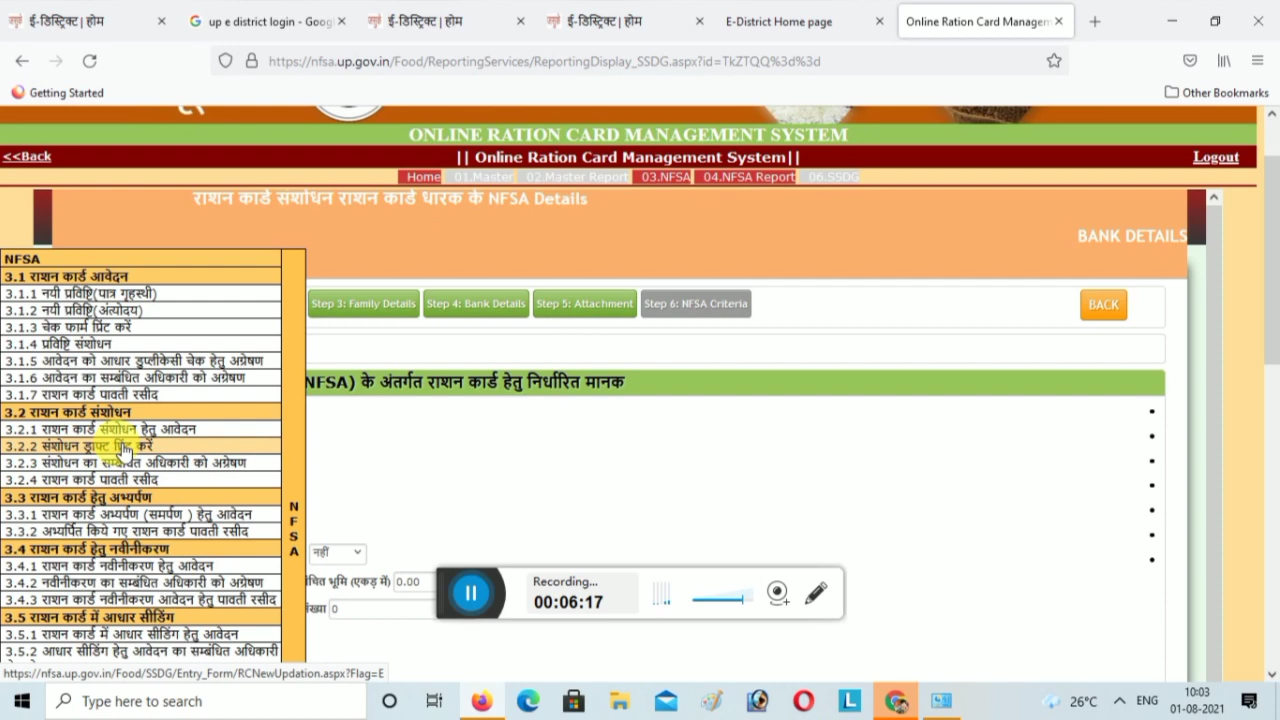 ई-डिस्ट्रिक्ट | होम
up e district login - Goog
ई-डिस्ट्रिक्ट | होम
ई-डिस्ट्रिक्ट | होम
E-District Home page
Online Ration Card Managem
https://nfsa.up.gov.in/Food/ReportingServices/ReportingDisplay_SSDG.aspx?id=TkZTQQ%3d%3d
Getting Started
Other Bookmarks
ONLINE RATION CARD MANAGEMENT SYSTEM
<<Back
|| Online Ration Card Management System||
Logout
Home 01.Master 02.Master Report 03.NFSA 04.NFSA Report 06.SSDG
राशन कार्ड संशोधन राशन कार्ड धारक के NFSA Details
BANK DETAILS
NFSA
3.1 राशन कार्ड आवेदन
3.1.1 नयी प्रविष्टि(पात्र गृहस्थी)
3.1.2 नयी प्रविष्टि(अंत्योदय)
3.1.3 चेक फार्म प्रिंट करें
3.1.4 प्रविष्टि संशोधन
3.1.5 आवेदन को आधार डुप्लीकेसी चेक हेतु अग्रेषण
3.1.6 आवेदन का सम्बंधित अधिकारी को अग्रेषण
3.1.7 राशन कार्ड पावती रसीद
3.2 राशन कार्ड संशोधन
3.2.1 राशन कार्ड संशोधन हेतु आवेदन
3.2.2 संशोधन ड्राफ्ट प्रिंट करें
3.2.3 संशोधन का सम्बंधित अधिकारी को अग्रेषण
3.2.4 राशन कार्ड पावती रसीद
3.3 राशन कार्ड हेतु अभ्यर्पण
3.3.1 राशन कार्ड अभ्यर्पण (समर्पण ) हेतु आवेदन
3.3.2 अभ्यर्पित किये गए राशन कार्ड पावती रसीद
3.4 राशन कार्ड हेतु नवीनीकरण
3.4.1 राशन कार्ड नवीनीकरण हेतु आवेदन
3.4.2 नवीनीकरण का सम्बंधित अधिकारी को अग्रेषण
3.4.3 राशन कार्ड नवीनीकरण आवेदन हेतु पावती रसीद
3.5 राशन कार्ड में आधार सीडिंग
3.5.1 राशन कार्ड में आधार सीडिंग हेतु आवेदन
3.5.2 आधार सीडिंग हेतु आवेदन का सम्बंधित अधिकारी
N
F
S
A
Step 3: Family Details
Step 4: Bank Details
Step 5: Attachment
Step 6: NFSA Criteria
BACK
NFSA) के अंतर्गत राशन कार्ड हेतु निर्धारित मानक
नहीं
भूमि (एकड़ में) 0.00
0
Recording...
00:06:17
https://nfsa.up.gov.in/Food/SSDG/Entry_Form/RCNewUpdation.aspx?Flag=E
Type here to search
26°C
ENG
10:03
01-08-2021